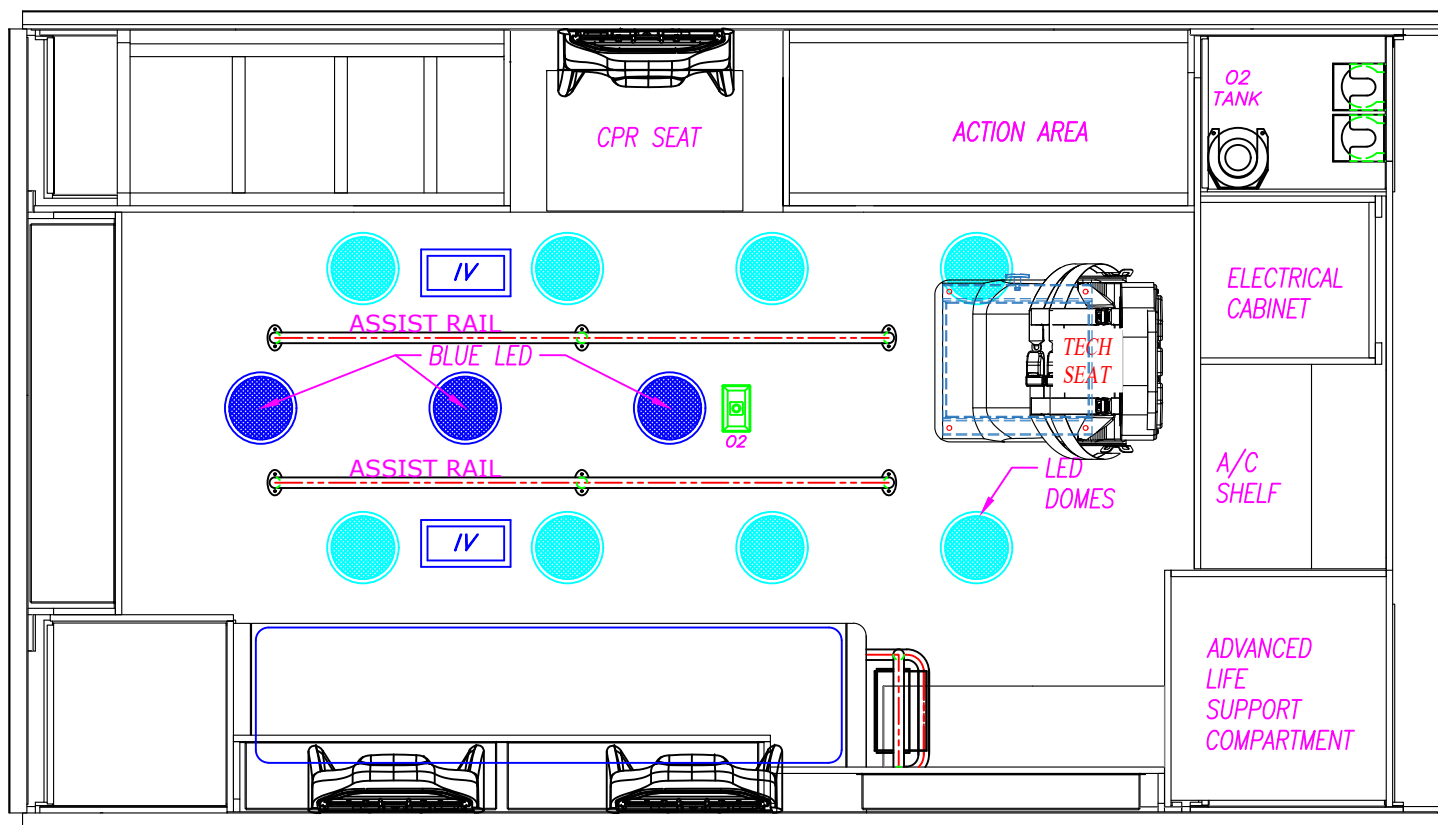 O2
TANK
CPR SEAT
ACTION AREA
IV
ELECTRICAL
CABINET
ASSIST RAIL
BLUE LED
TECH
SEAT
O2
ASSIST RAIL
LED
DOMES
A/C
SHELF
IV
ADVANCED
LIFE
SUPPORT
COMPARTMENT